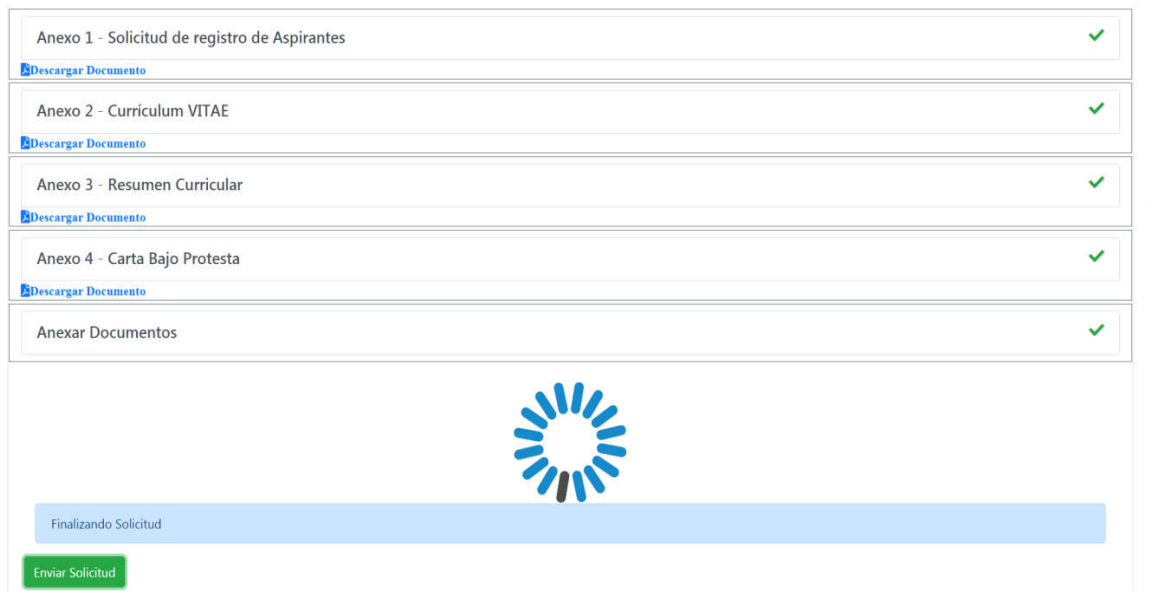 Anexo 1 - Solicitud de registro de Aspirantes
Descargar Documento
Anexo 2 - Currículum VITAE
Descargar Documento
Anexo 3 - Resumen Curricular
Descargar Documento
Anexo 4 - Carta Bajo Protesta
Descargar Documento
Anexar Documentos
Finalizando Solicitud
Enviar Solicitud